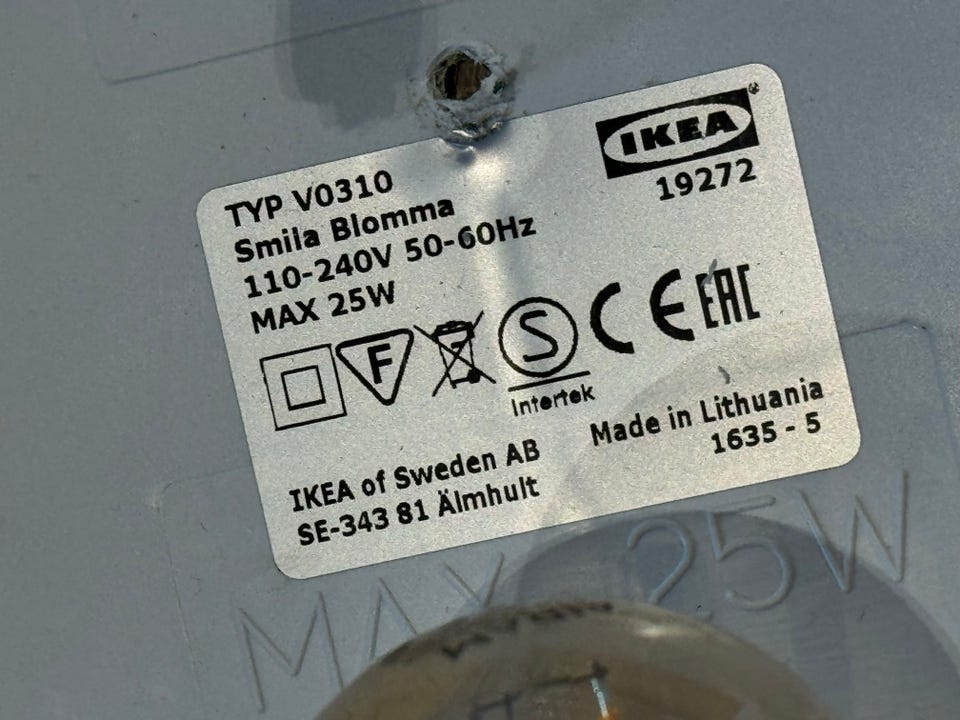 TYP V0310
Smila Blomma
110-240V 50-60Hz
MAX 25W
IKEA®
19272
F
S
Intertek
CE
EAC
IKEA of Sweden AB
SE-343 81 Älmhult
Made in Lithuania
1635 - 5
MAX 25W